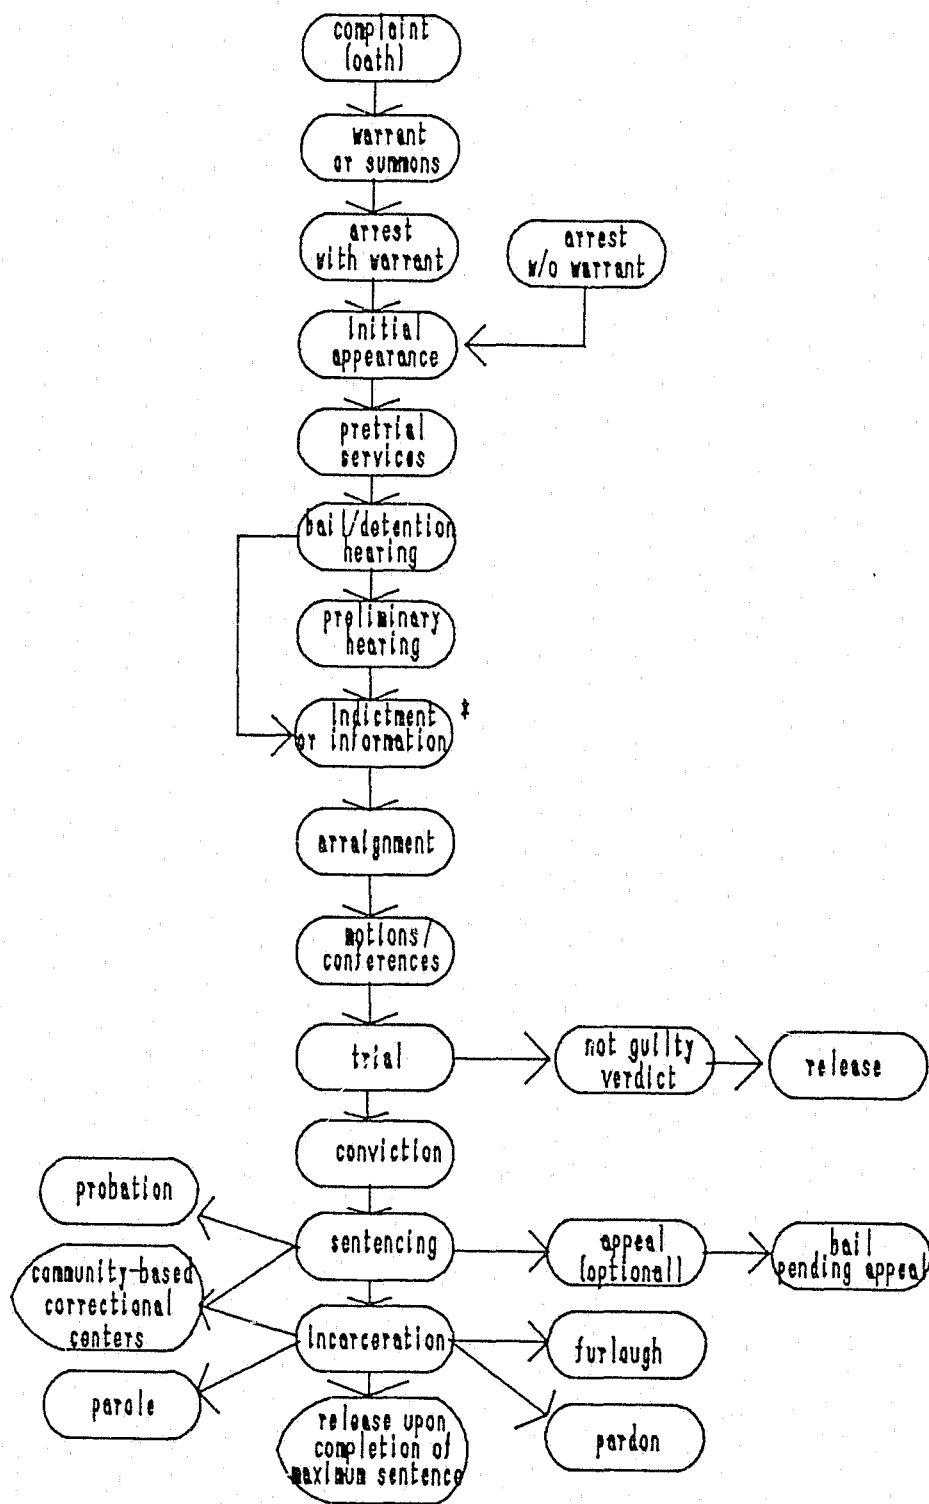 complaint
(oath)
warrant
or summons
arrest
with warrant
arrest
w/o warrant
Initial
appearance
pretrial
services
bail/detention
hearing
preliminary
hearing
Indictment *
or information
arraignment
motions/
conferences
trial
not guilty
verdict
release
conviction
probation
sentencing
appeal
(optional)
bail
pending appeal
community-based
correctional
centers
Incarceration
furlough
parole
release upon
completion of
maximum sentence
pardon